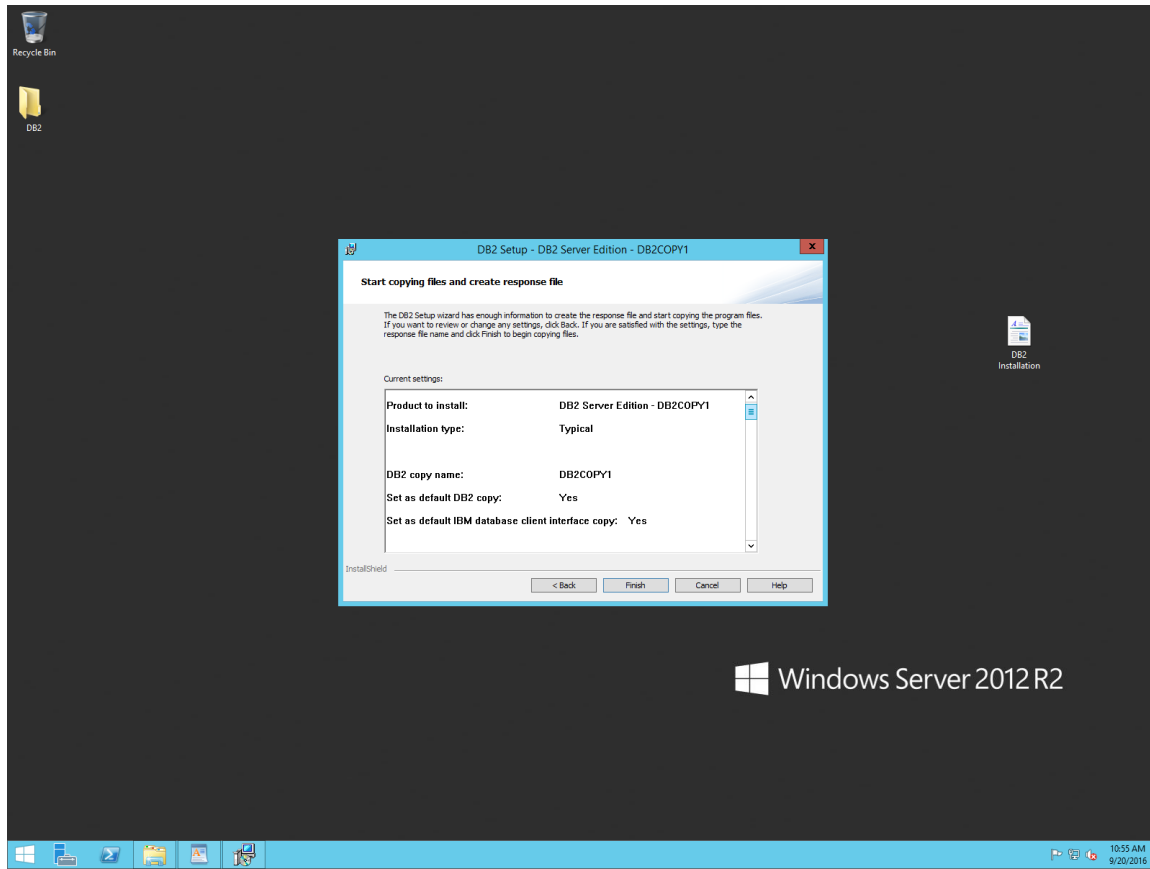 Recycle Bin
DB2
DB2 Setup - DB2 Server Edition - DB2COPY1
x
Start copying files and create response file
The DB2 Setup wizard has enough information to create the response file and start copying the program files.
If you want to review or change any settings, click Back. If you are satisfied with the settings, type the
response file name and click Finish to begin copying files.
Current settings:
Product to install: DB2 Server Edition - DB2COPY1
Installation type: Typical
DB2 copy name: DB2COPY1
Set as default DB2 copy: Yes
Set as default IBM database client interface copy: Yes
InstallShield
< Back Finish Cancel Help
DB2
Installation
Windows Server 2012 R2
10:55 AM
9/20/2016